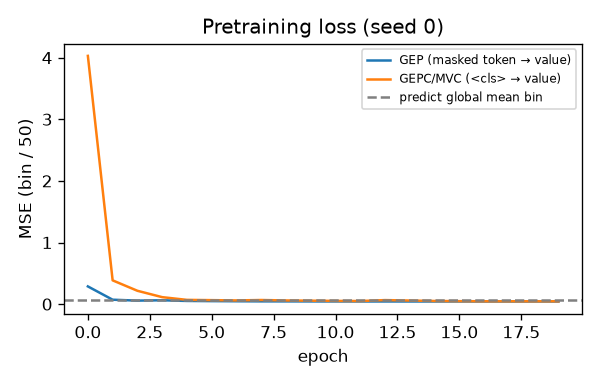 Pretraining loss (seed 0)
GEP (masked token → value)
GEPC/MVC (<cls> → value)
predict global mean bin
MSE (bin / 50)
4
3
2
1
0
0.0 2.5 5.0 7.5 10.0 12.5 15.0 17.5
epoch